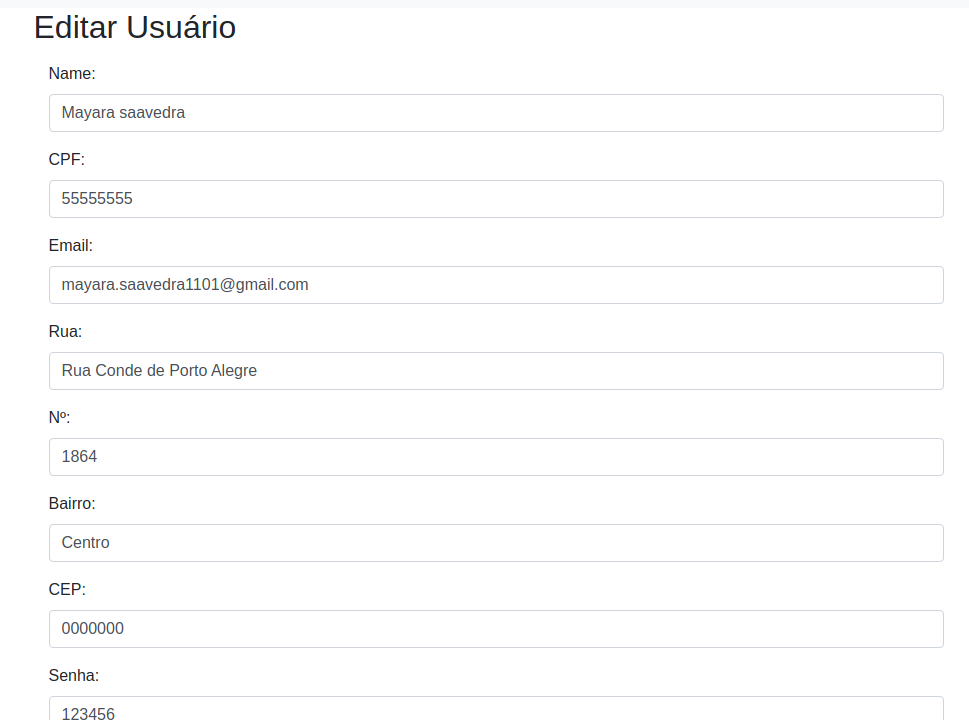 Editar Usuário
Name:
Mayara saavedra
CPF:
55555555
Email:
mayara.saavedra1101@gmail.com
Rua:
Rua Conde de Porto Alegre
Nº:
1864
Bairro:
Centro
CEP:
0000000
Senha:
123456